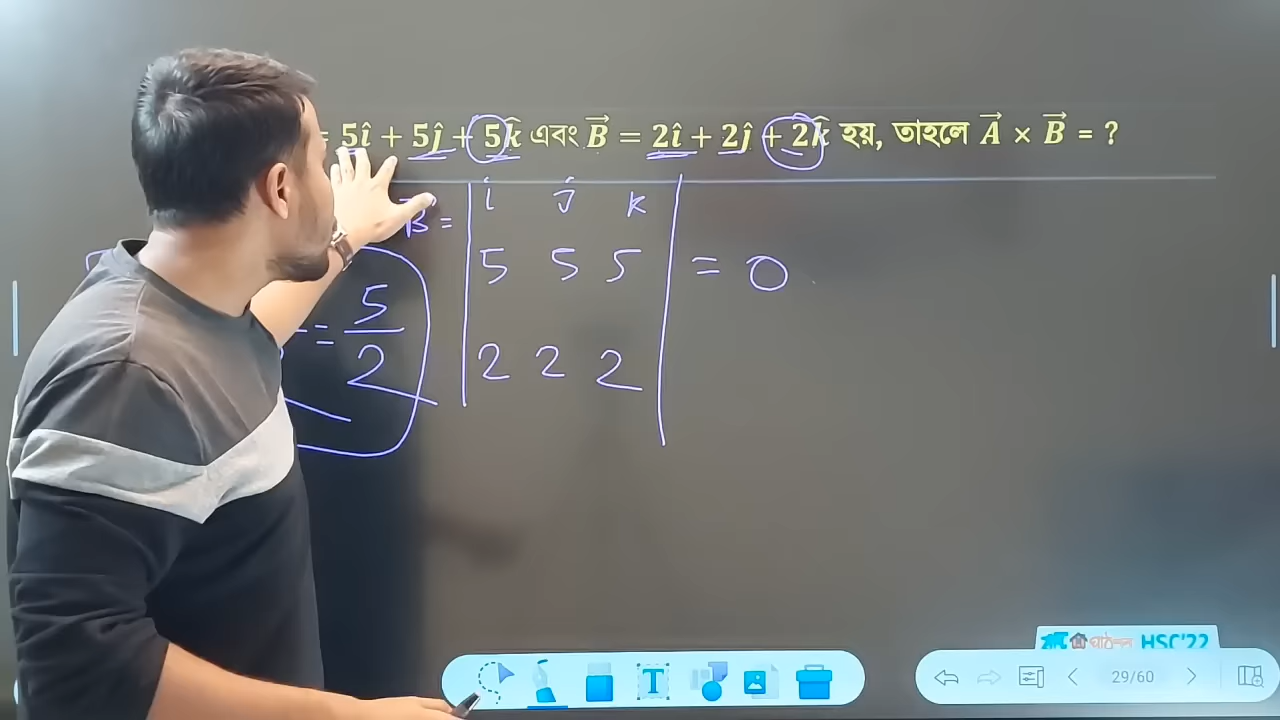 = 5î + 5ĵ + 5k̂ এবং B⃗ = 2î + 2ĵ + 2k̂ হয়, তাহলে A⃗ × B⃗ = ?
B =
i j k
5 5 5
2 2 2
= 0
= 5/2
HSC'22
T
29/60